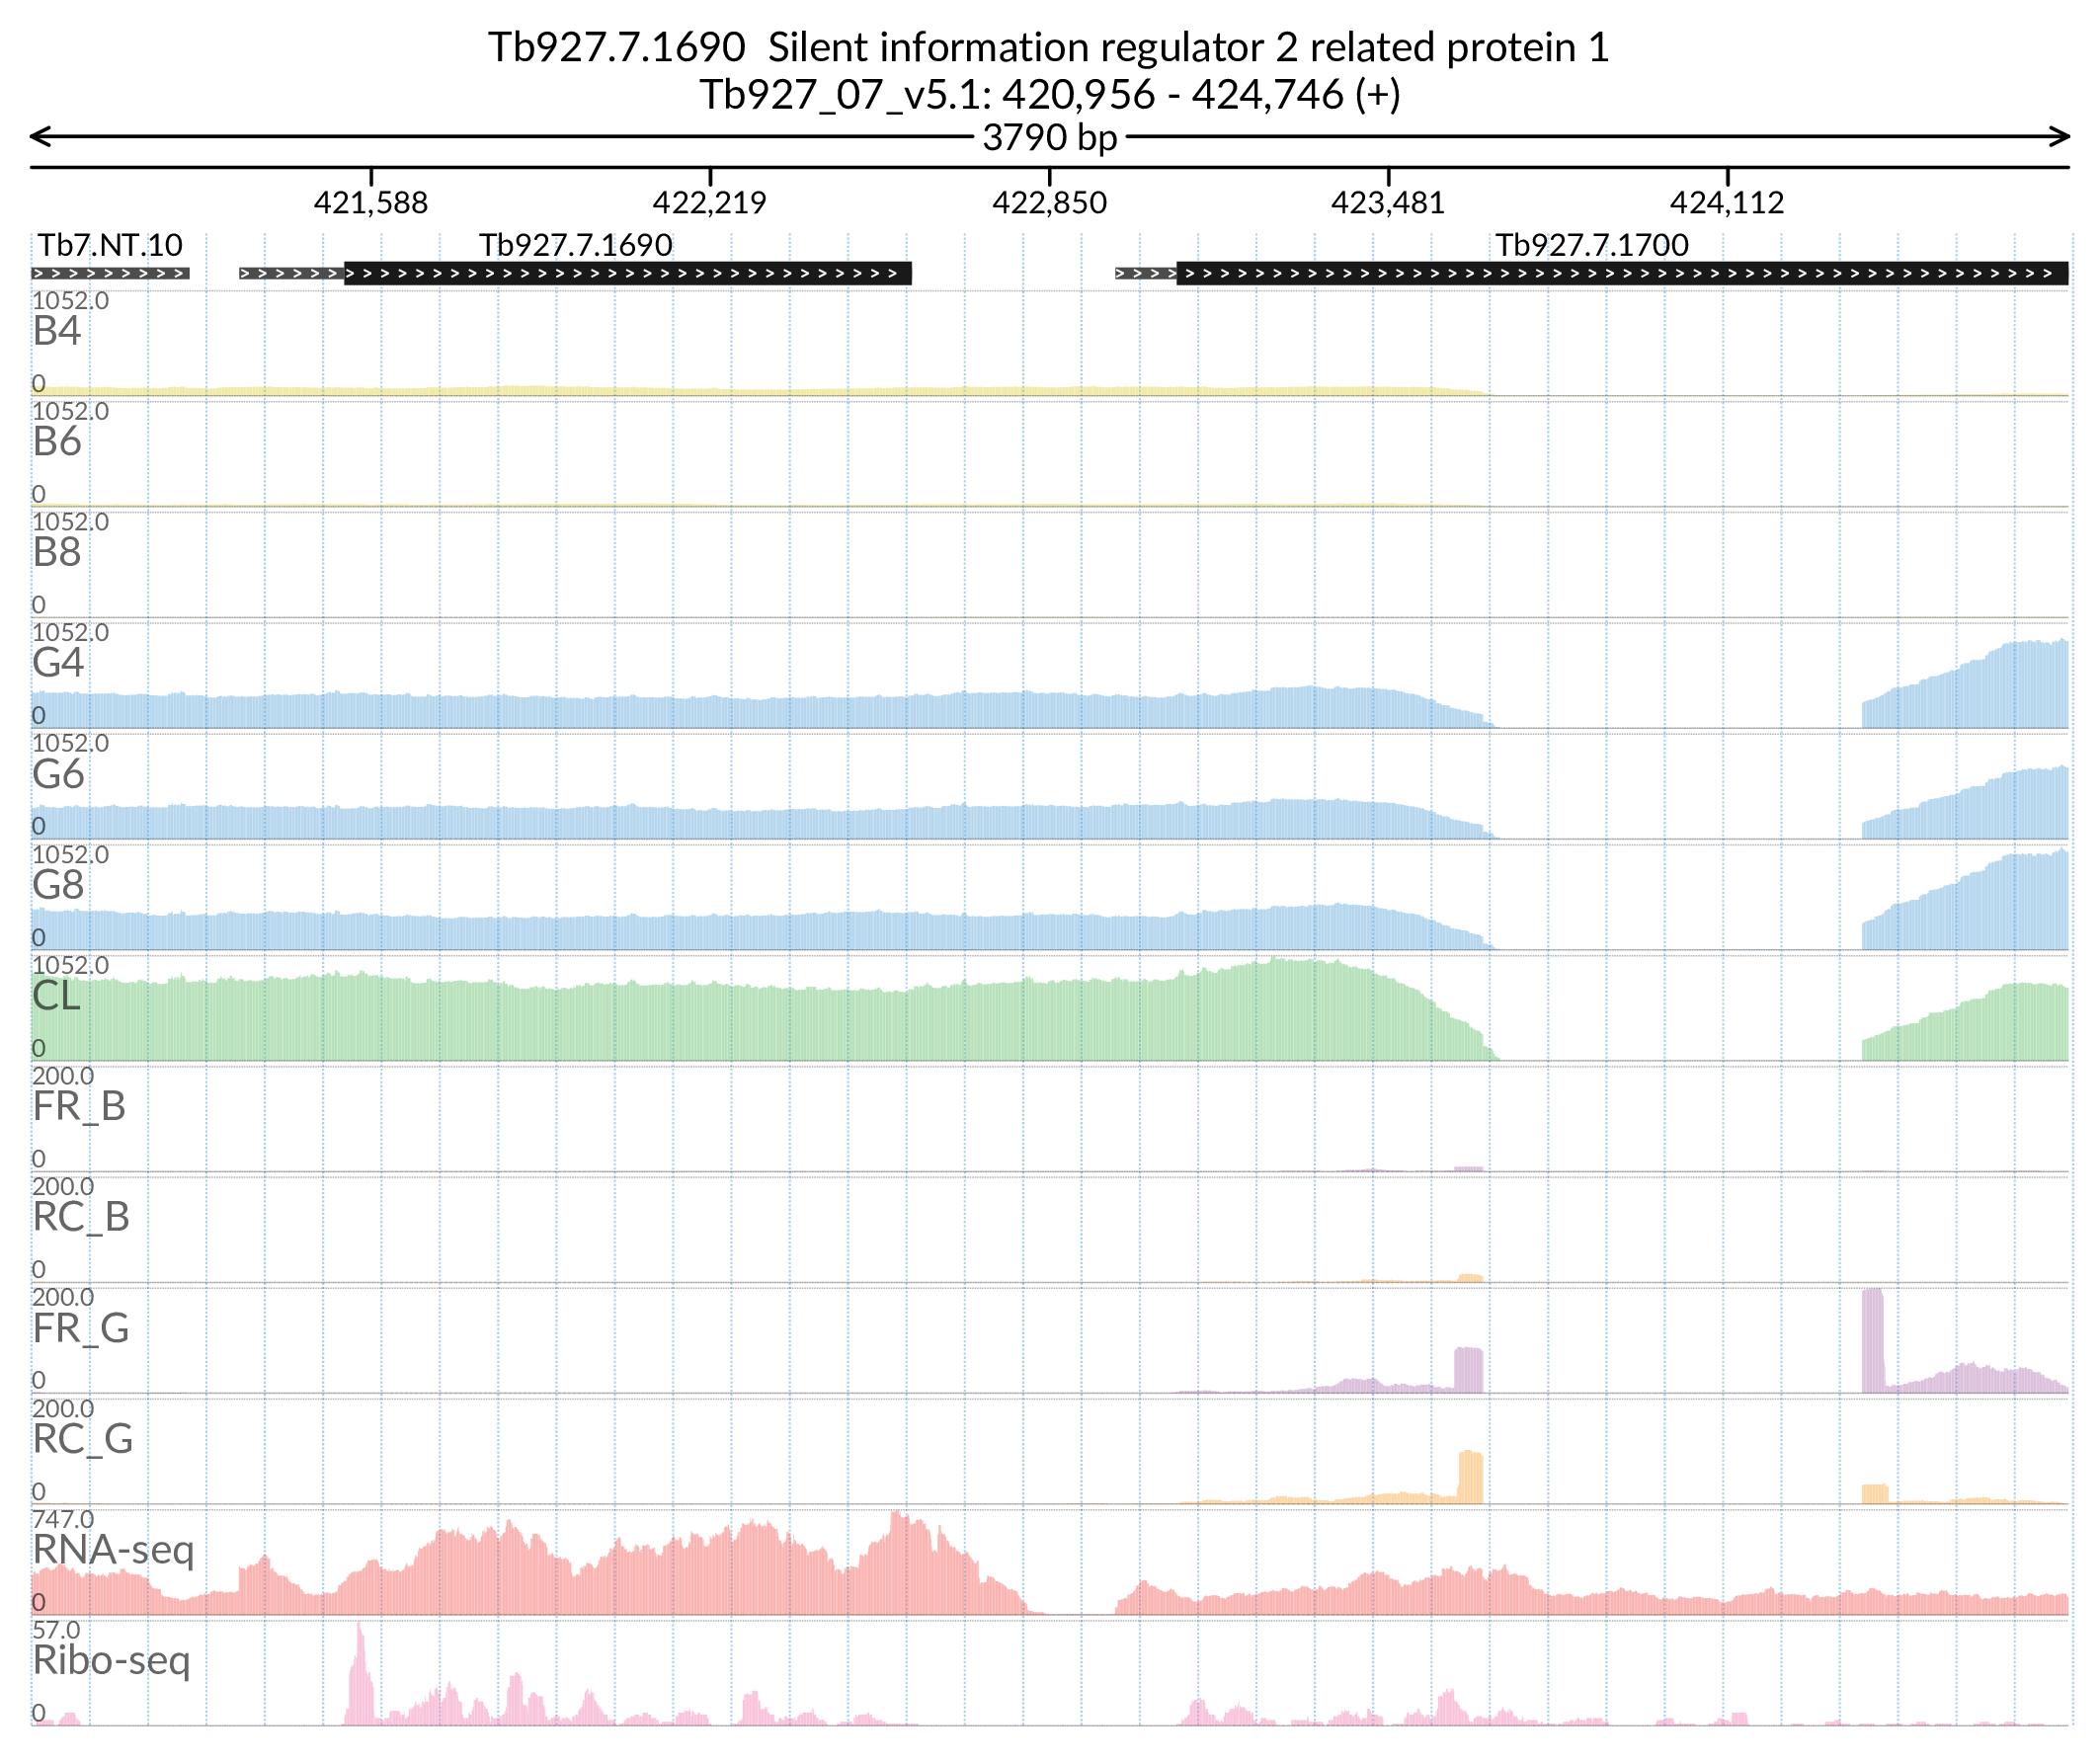 Tb927.7.1690 Silent information regulator 2 related protein 1
Tb927_07_v5.1: 420,956 - 424,746 (+)
3790 bp
421,588 422,219 422,850 423,481 424,112
Tb7.NT.10 Tb927.7.1690 Tb927.7.1700
1052.0
B4
0
1052.0
B6
0
1052.0
B8
0
1052.0
G4
0
1052.0
G6
0
1052.0
G8
0
1052.0
CL
0
200.0
FR_B
0
200.0
RC_B
0
200.0
FR_G
0
200.0
RC_G
0
747.0
RNA-seq
0
57.0
Ribo-seq
0